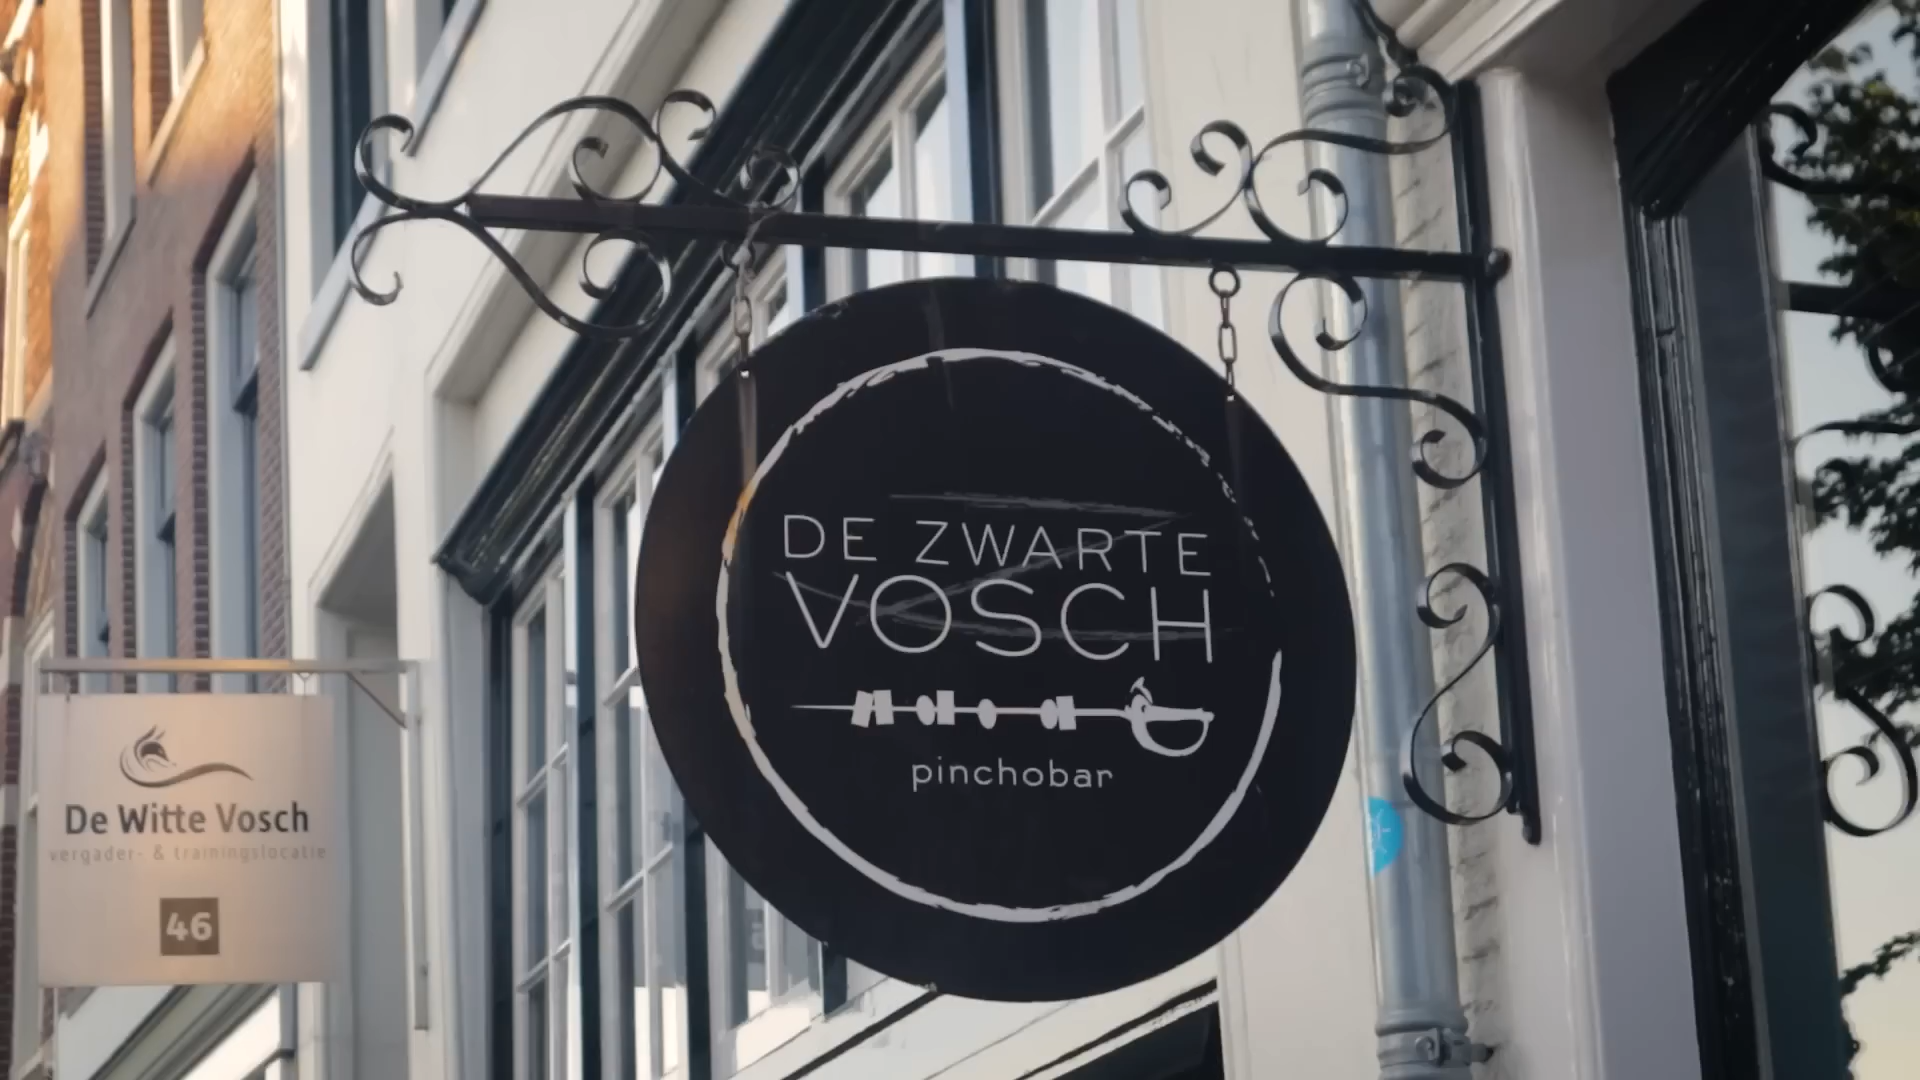 DE ZWARTE
VOSCH
pinchobar
De Witte Vosch
vergader- & trainingslocatie
46